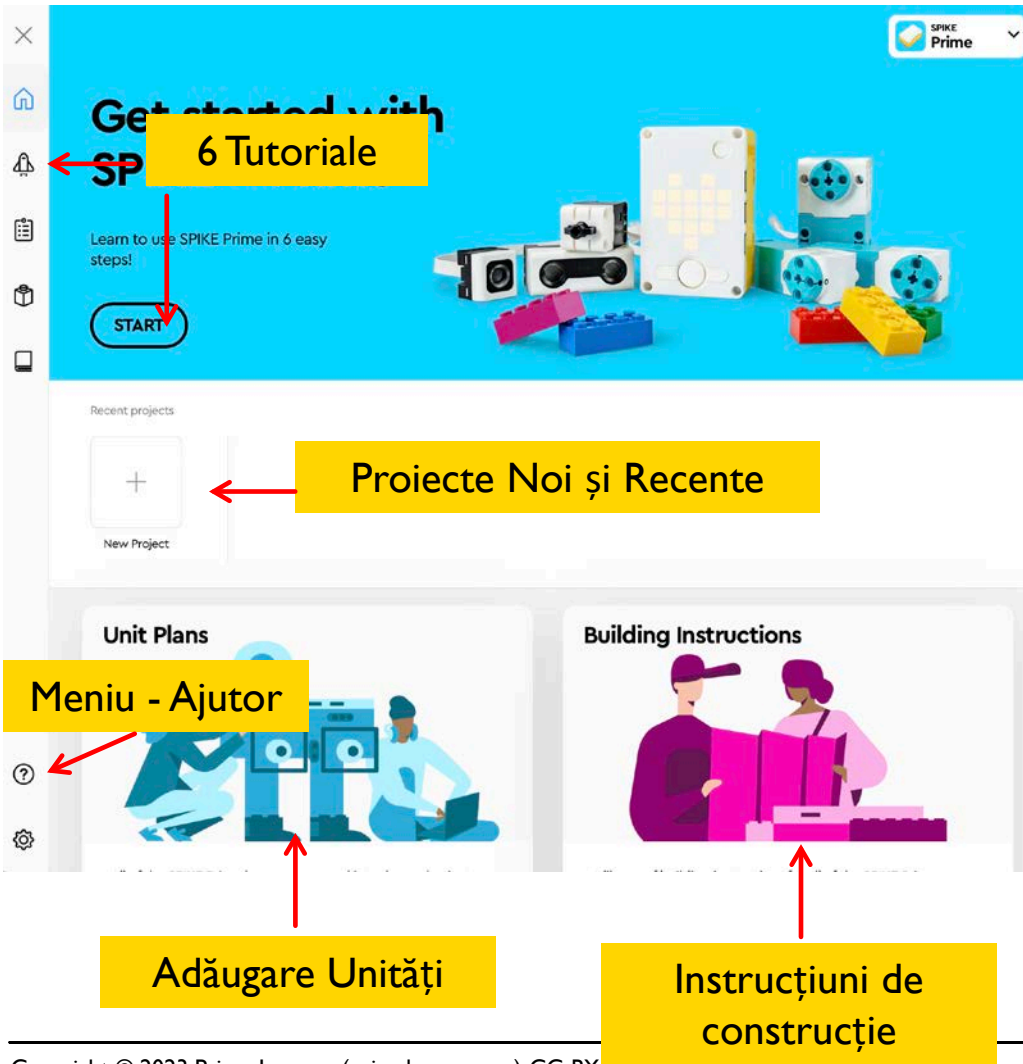 SPIKE
Prime
Get started with
6 Tutoriale
SP
Learn to use SPIKE Prime in 6 easy
steps!
START
Recent projects
Proiecte Noi și Recente
New Project
Unit Plans
Building Instructions
Meniu - Ajutor
Adăugare Unități
Instrucțiuni de
construcție